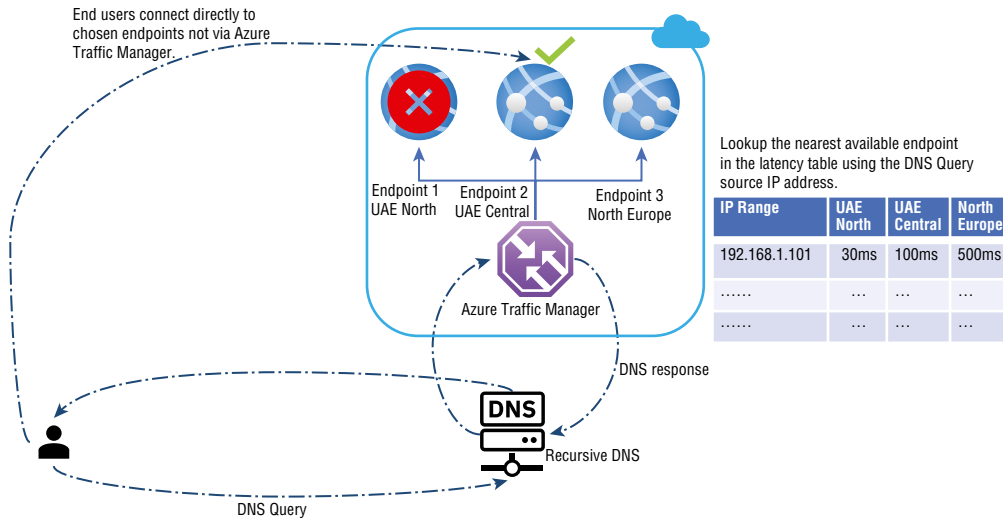 End users connect directly to
chosen endpoints not via Azure
Traffic Manager.
Endpoint 1
UAE North
Endpoint 2
UAE Central
Endpoint 3
North Europe
Azure Traffic Manager
Lookup the nearest available endpoint
in the latency table using the DNS Query
source IP address.
IP Range UAE North UAE Central North Europe
192.168.1.101 30ms 100ms 500ms
...... ... ... ...
...... ... ... ...
DNS response
DNS
Recursive DNS
DNS Query